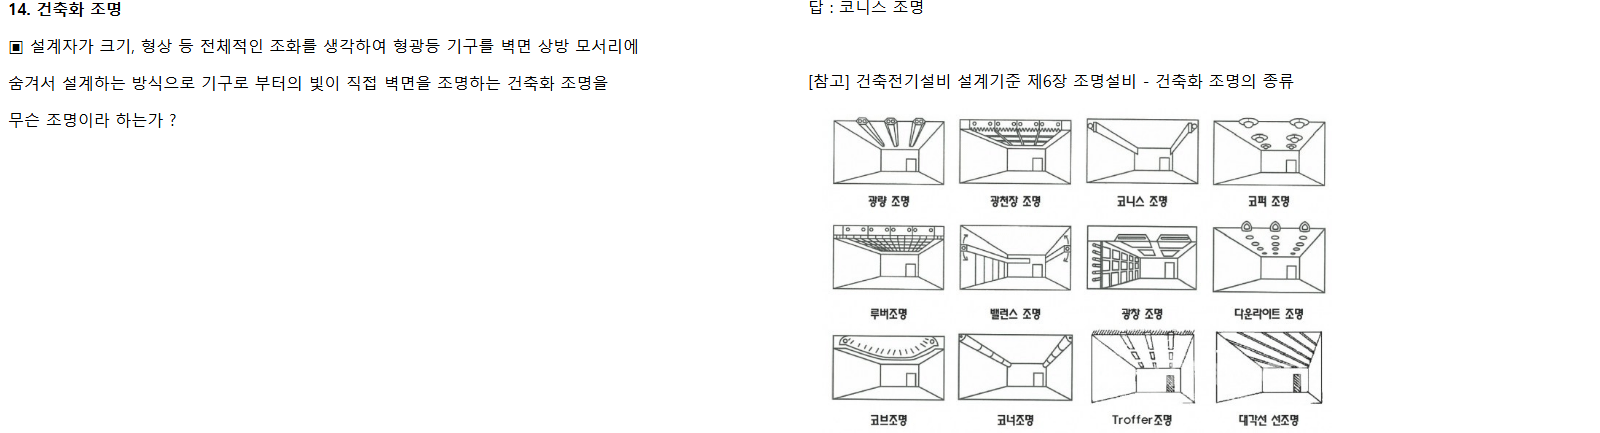 14. 건축화 조명
▣ 설계자가 크기, 형상 등 전체적인 조화를 생각하여 형광등 기구를 벽면 상방 모서리에
숨겨서 설계하는 방식으로 기구로 부터의 빛이 직접 벽면을 조명하는 건축화 조명을
무슨 조명이라 하는가 ?
답 : 코니스 조명
[참고] 건축전기설비 설계기준 제6장 조명설비 - 건축화 조명의 종류
광량 조명 광천장 조명 코니스 조명 코퍽 조명
루버조명 밸런스 조명 광창 조명 다운라이트 조명
코브조명 코너조명 Troffer조명 대각선 선조명